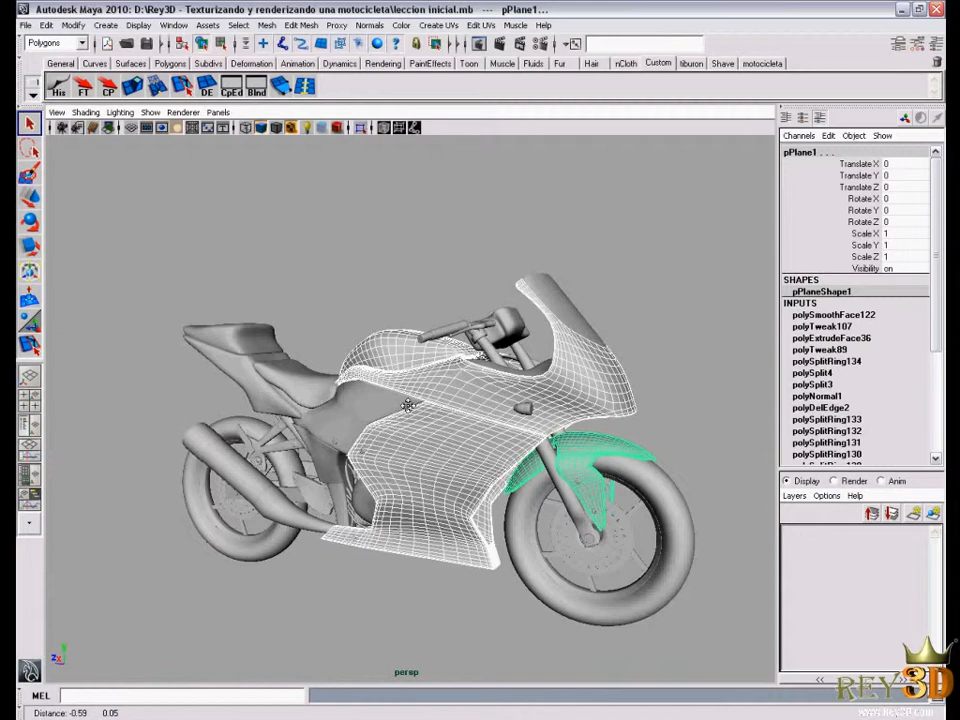 Autodesk Maya 2010: D:\Rey3D - Texturizando y renderizando una motocicleta\leccion inicial.mb --- pPlane1...
File Edit Modify Create Display Window Assets Select Mesh Edit Mesh Proxy Normals Color Create UVs Edit UVs Muscle Help
Polygons
General Curves Surfaces Polygons Subdivs Deformation Animation Dynamics Rendering PaintEffects Toon Muscle Fluids Fur Hair nCloth Custom tiburon Shave motocicleta
His FT CP DE CpEd Blnd
View Shading Lighting Show Renderer Panels
Channels Edit Object Show
pPlane1 . . .
Translate X 0
Translate Y 0
Translate Z 0
Rotate X 0
Rotate Y 0
Rotate Z 0
Scale X 1
Scale Y 1
Scale Z 1
Visibility on
SHAPES
pPlaneShape1
INPUTS
polySmoothFace122
polyTweak107
polyExtrudeFace36
polyTweak89
polySplitRing134
polySplit4
polySplit3
polyNormal1
polyDelEdge2
polySplitRing133
polySplitRing132
polySplitRing131
polySplitRing130
Display Render Anim
Layers Options Help
persp
MEL
Distance: -0.59 0.05
REY3D
www.Rey3D.com